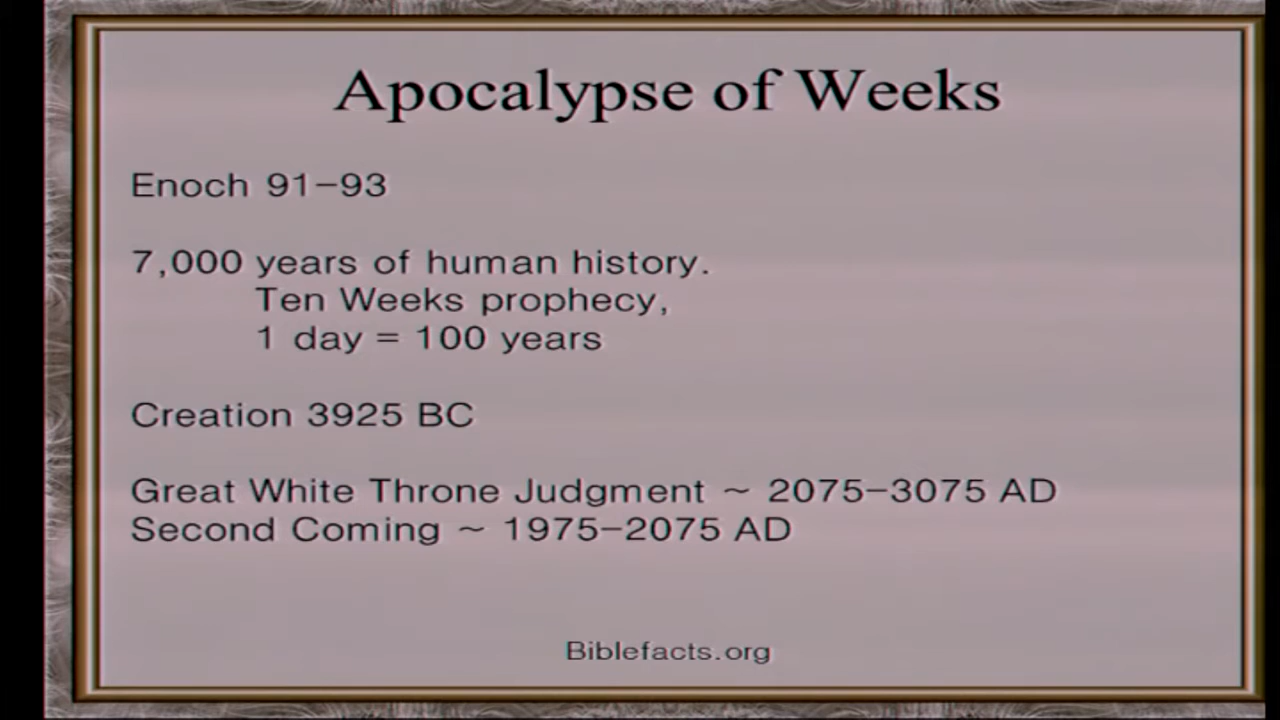 Apocalypse of Weeks
Enoch 91–93
7,000 years of human history.
Ten Weeks prophecy,
1 day = 100 years
Creation 3925 BC
Great White Throne Judgment ~ 2075–3075 AD
Second Coming ~ 1975–2075 AD
Biblefacts.org